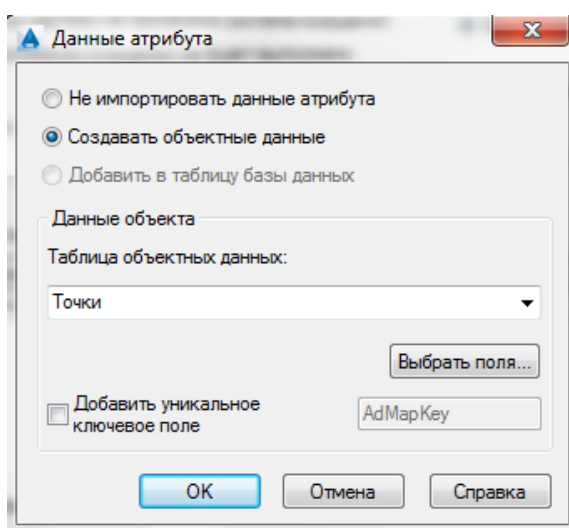 Данные атрибута
Не импортировать данные атрибута
Создавать объектные данные
Добавить в таблицу базы данных
Данные объекта
Таблица объектных данных:
Точки
Выбрать поля...
Добавить уникальное
ключевое поле
AdMapKey
OK
Отмена
Справка